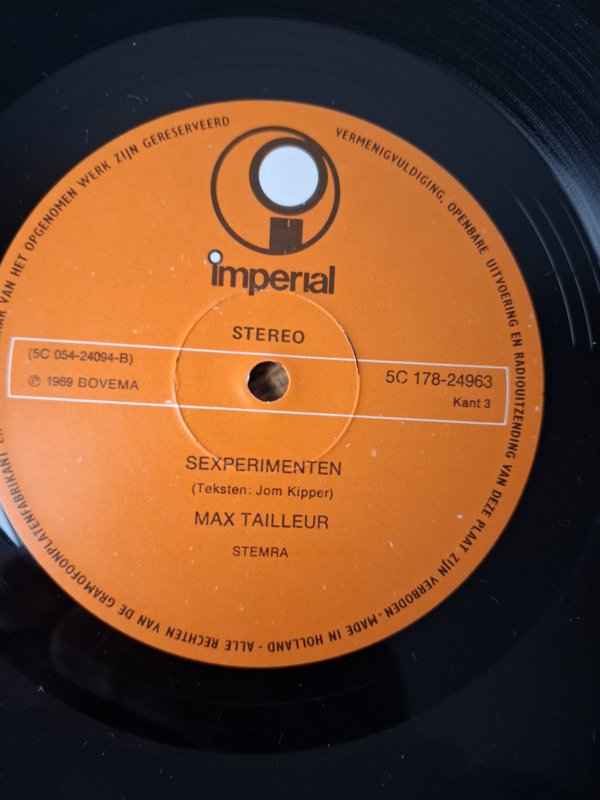 imperial
STEREO
(5C 054-24094-B)
℗ 1969 BOVEMA
5C 178-24963
Kant 3
SEXPERIMENTEN
(Teksten: Jom Kipper)
MAX TAILLEUR
STEMRA
VAN HET OPGENOMEN WERK ZIJN GERESERVEERD
VERMENIGVULDIGING, OPENBARE UITVOERING EN RADIOUITZENDING VAN DEZE PLAAT ZIJN VERBODEN - MADE IN HOLLAND - ALLE RECHTEN VAN DE GRAMOFOONPLATENFABRIKANT